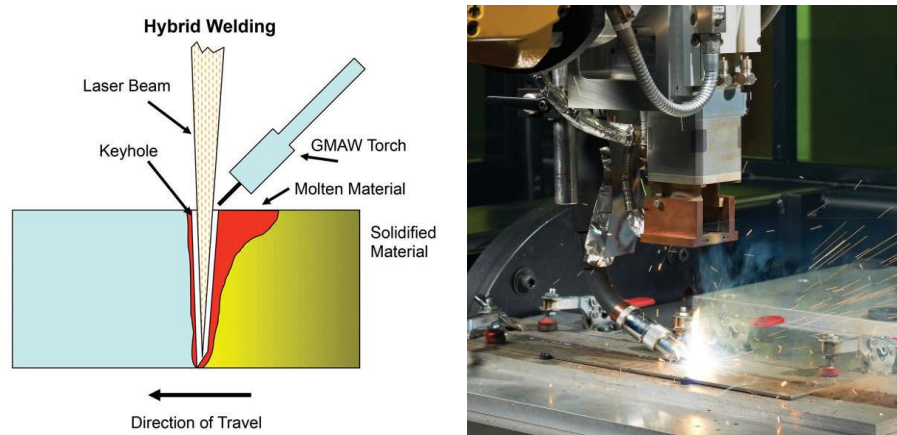 Hybrid Welding
Laser Beam
Keyhole
GMAW Torch
Molten Material
Solidified
Material
Direction of Travel